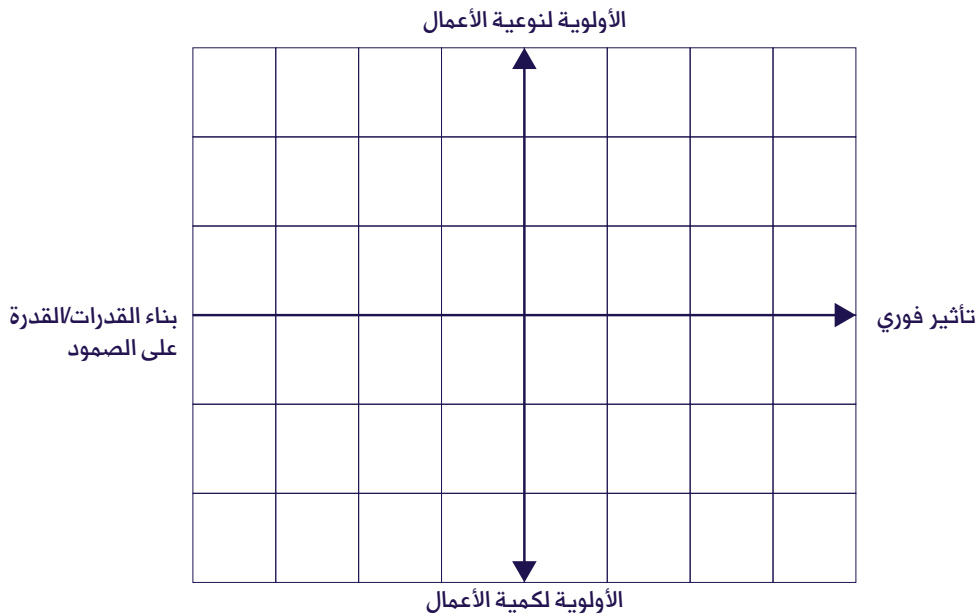 الأولوية لنوعية الأعمال
تأثير فوري
بناء القدرات/القدرة
على الصمود
الأولوية لكمية الأعمال